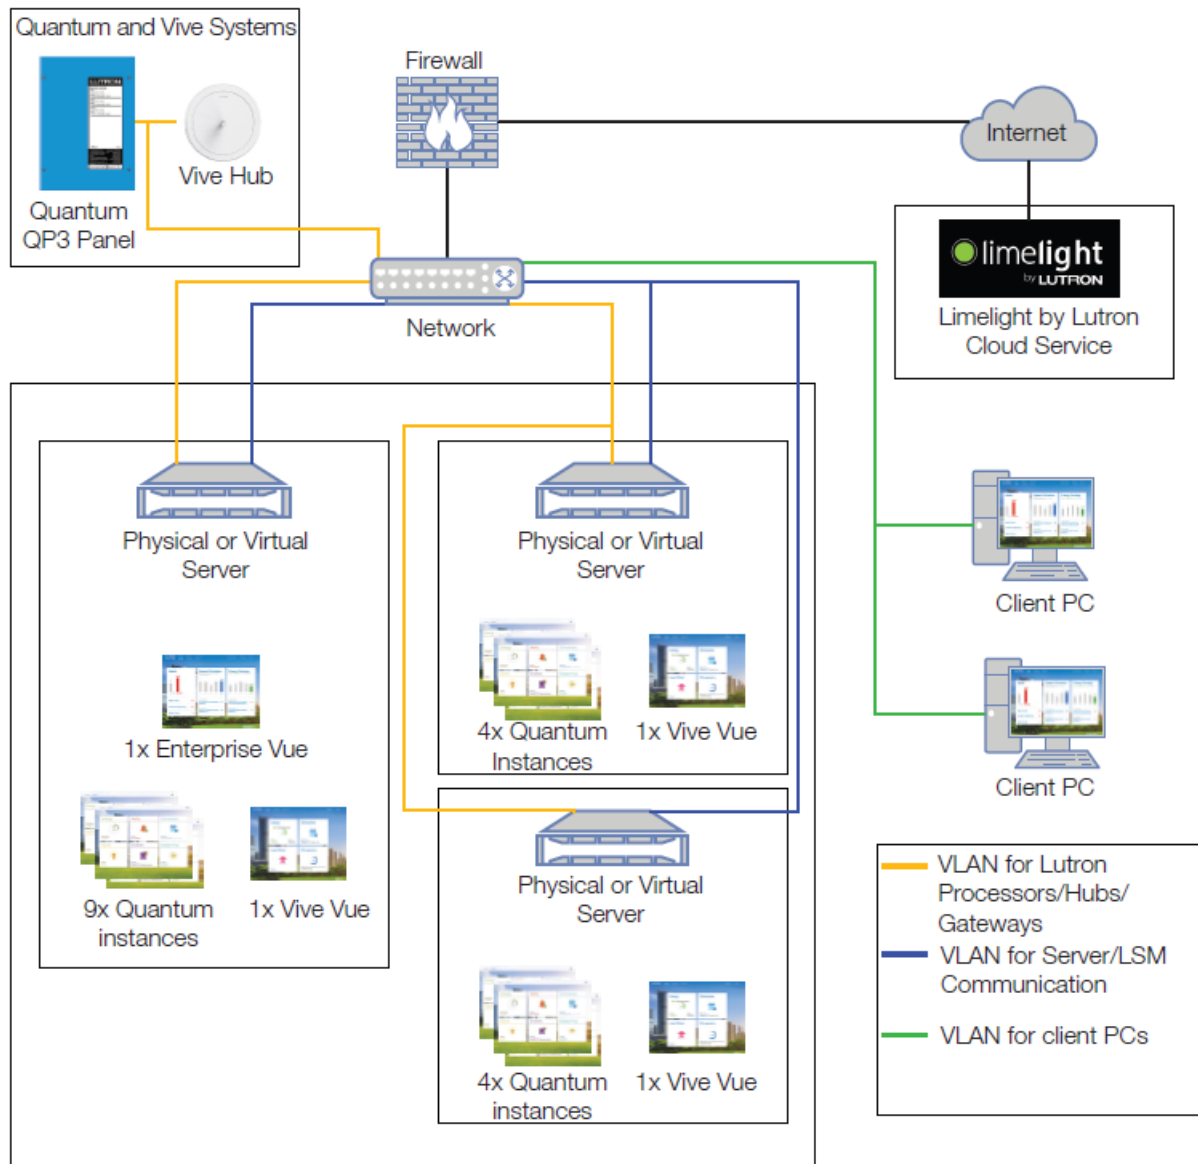 Quantum and Vive Systems
LUTRON
Vive Hub
Quantum
QP3 Panel
Firewall
Internet
limelight
by LUTRON
Limelight by Lutron
Cloud Service
Network
Physical or Virtual
Server
1x Enterprise Vue
9x Quantum
instances
1x Vive Vue
Physical or Virtual
Server
4x Quantum
Instances
1x Vive Vue
Physical or Virtual
Server
4x Quantum
instances
1x Vive Vue
Client PC
Client PC
VLAN for Lutron
Processors/Hubs/
Gateways
VLAN for Server/LSM
Communication
VLAN for client PCs